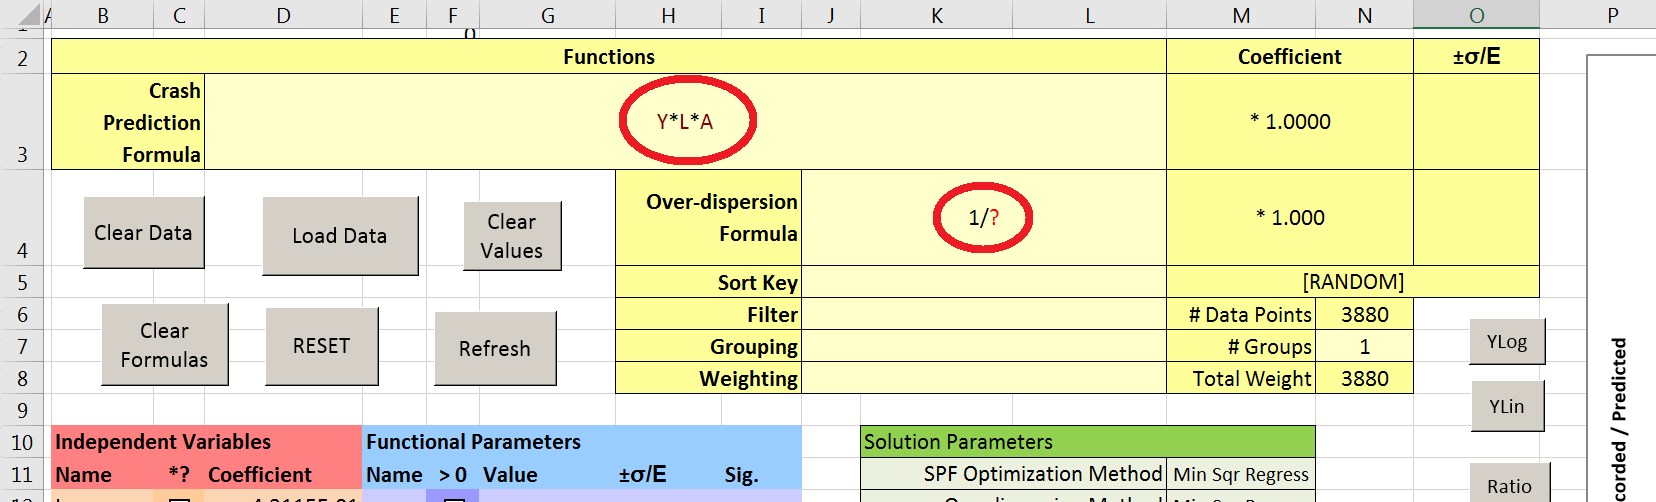 A B C D E F G H I J K L M N O P
0
2 Functions Coefficient ±σ/E
Crash
Prediction
Formula
Y*L*A
* 1.0000
3
Over-dispersion
Formula
1/?
* 1.000
4
Clear Data
Load Data
Clear
Values
5 Sort Key [RANDOM]
6 Filter # Data Points 3880
7 Grouping # Groups 1
8 Weighting Total Weight 3880
Clear
Formulas
RESET
Refresh
YLog
9
YLin
10 Independent Variables Functional Parameters Solution Parameters
11 Name *? Coefficient Name > 0 Value ±σ/E Sig. SPF Optimization Method Min Sqr Regress
Ratio
corded / Predicted